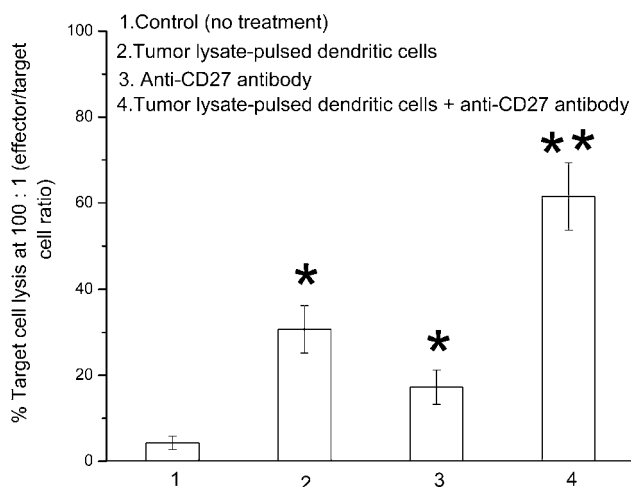 100
80
60
40
20
0
% Target cell lysis at 100 : 1 (effector/target
cell ratio)
1.Control (no treatment)
2.Tumor lysate-pulsed dendritic cells
3. Anti-CD27 antibody
4.Tumor lysate-pulsed dendritic cells + anti-CD27 antibody
*
*
**
1
2
3
4